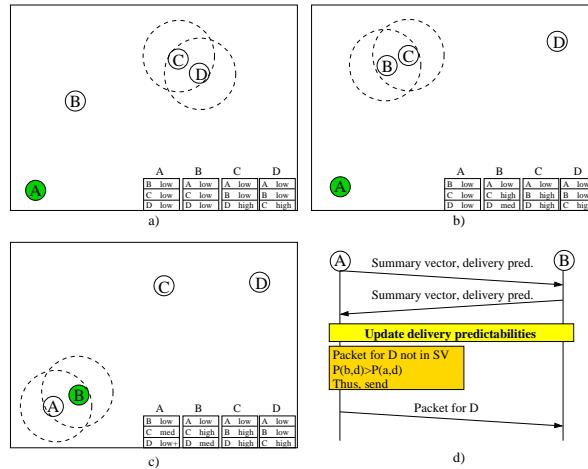 C
D
B
A
A B C D
B low A low A low A low
C low C low B low B low
D low D low D high C high
a)
D
B
C
A
A B C D
B low A low A low A low
C low C high B high B low
D low D med D high C high
b)
C
D
B
A
A B C D
B low A low A low A low
C med C high B high B low
D low+ D med D high C high
c)
A B
Summary vector, delivery pred.
Summary vector, delivery pred.
Update delivery predictabilities
Packet for D not in SV
P(b,d)>P(a,d)
Thus, send
Packet for D
d)